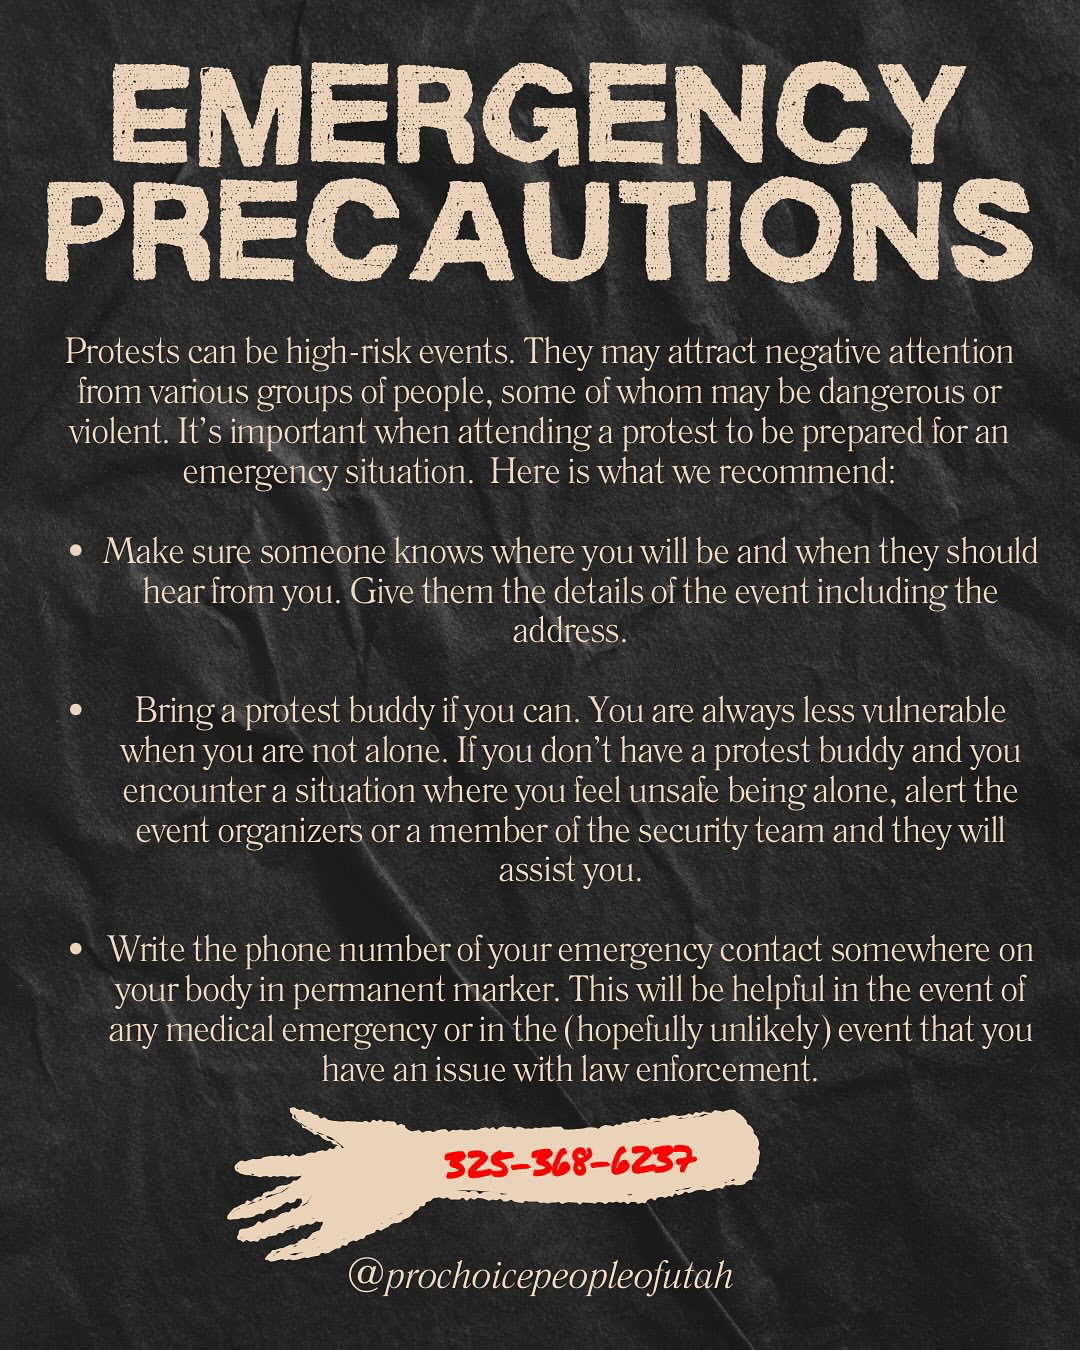 EMERGENCY
PRECAUTIONS
Protests can be high-risk events. They may attract negative attention
from various groups of people, some of whom may be dangerous or
violent. It’s important when attending a protest to be prepared for an
emergency situation.  Here is what we recommend:
• Make sure someone knows where you will be and when they should
hear from you. Give them the details of the event including the
address.
• Bring a protest buddy if you can. You are always less vulnerable
when you are not alone. If you don’t have a protest buddy and you
encounter a situation where you feel unsafe being alone, alert the
event organizers or a member of the security team and they will
assist you.
• Write the phone number of your emergency contact somewhere on
your body in permanent marker. This will be helpful in the event of
any medical emergency or in the (hopefully unlikely) event that you
have an issue with law enforcement.
325-368-6237
@prochoicepeopleofutah